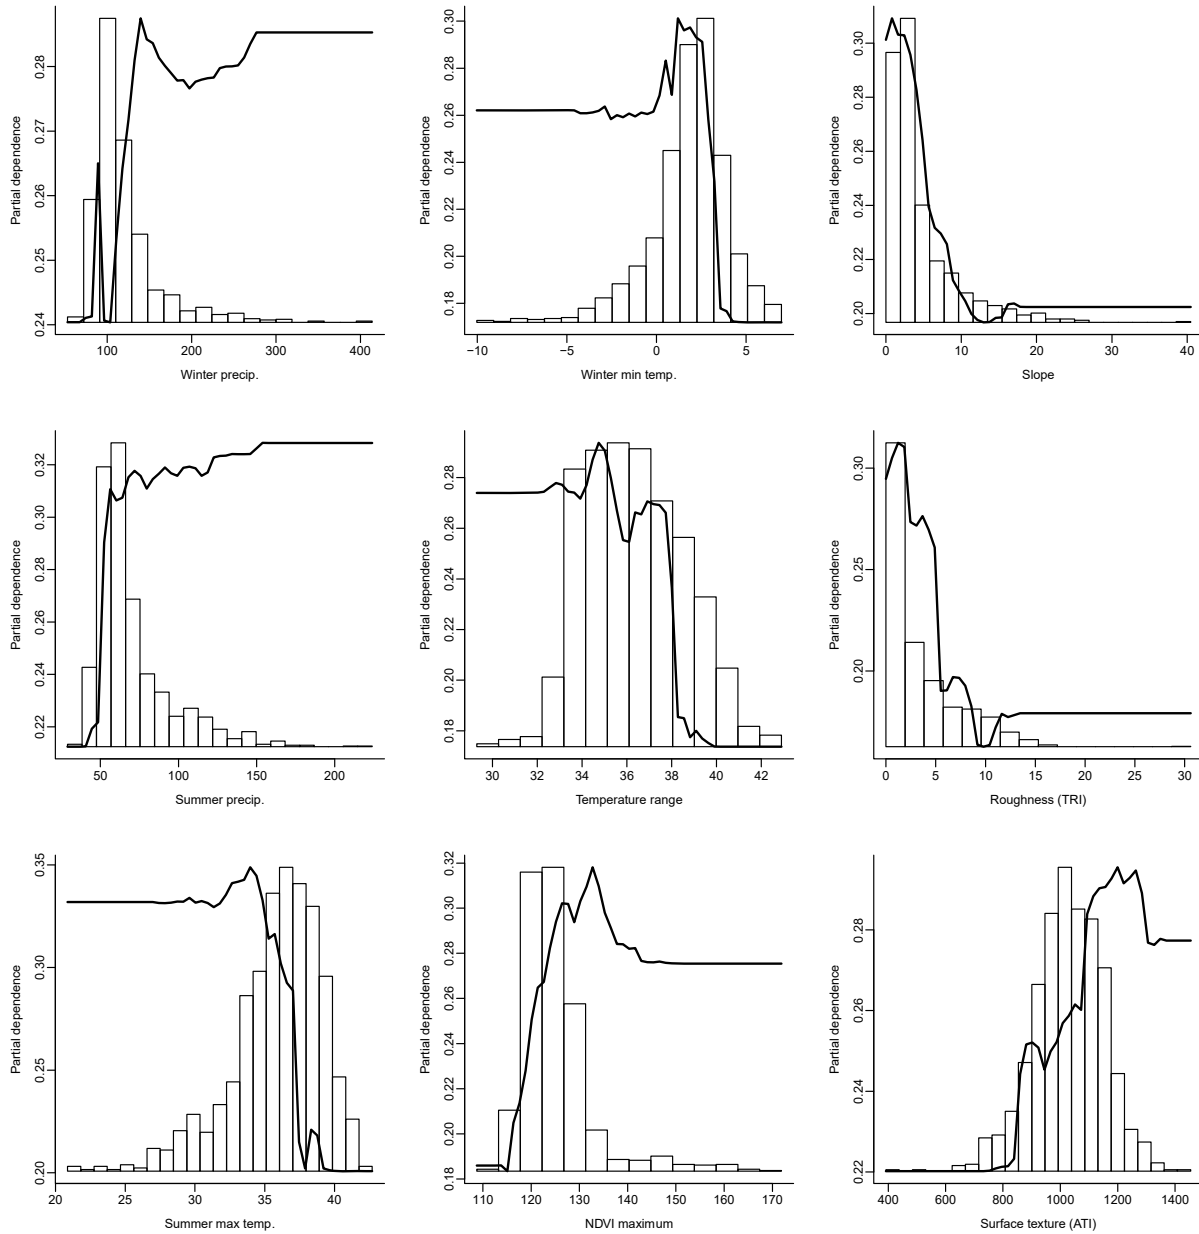 Partial dependence
0.24 0.25 0.26 0.27 0.28
100 200 300 400
Winter precip.
Partial dependence
0.18 0.20 0.22 0.24 0.26 0.30
−10 −5 0 5
Winter min temp.
Partial dependence
0.20 0.22 0.24 0.26 0.28 0.30
0 10 20 30 40
Slope
Partial dependence
0.22 0.24 0.26 0.28 0.30 0.32
50 100 150 200
Summer precip.
Partial dependence
0.18 0.20 0.22 0.24 0.26 0.28
30 32 34 36 38 40 42
Temperature range
Partial dependence
0.20 0.25 0.30
0 5 10 15 20 25 30
Roughness (TRI)
Partial dependence
0.20 0.25 0.30 0.35
20 25 30 35 40
Summer max temp.
Partial dependence
0.18 0.20 0.22 0.24 0.26 0.28 0.30 0.32
110 120 130 140 150 160 170
NDVI maximum
Partial dependence
0.22 0.24 0.26 0.28
400 600 800 1000 1200 1400
Surface texture (ATI)